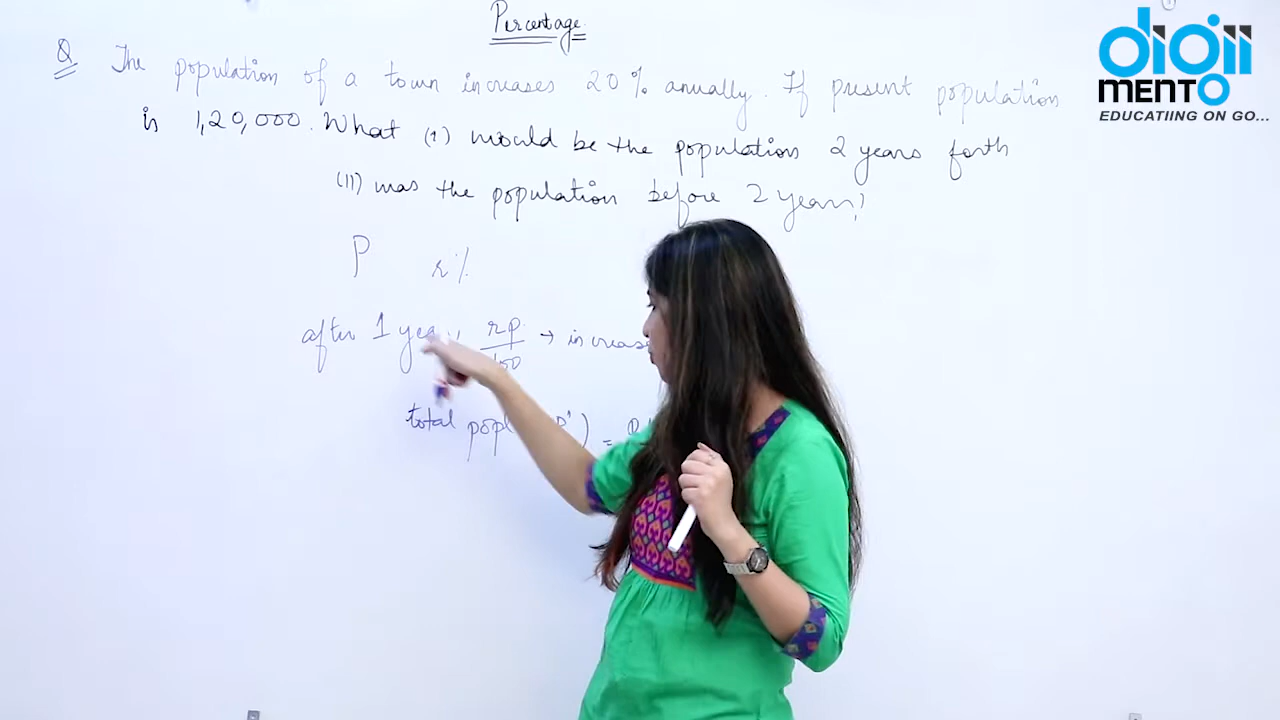 Percentage
Q The population of a town increases 20% anually. If present population
is 1,20,000. What (I) would be the population 2 years forth
(II) was the population before 2 years?
P r%
after 1 year, rp/100 → increase
total popl (P') =
digii
MENTO
EDUCATIING ON GO...